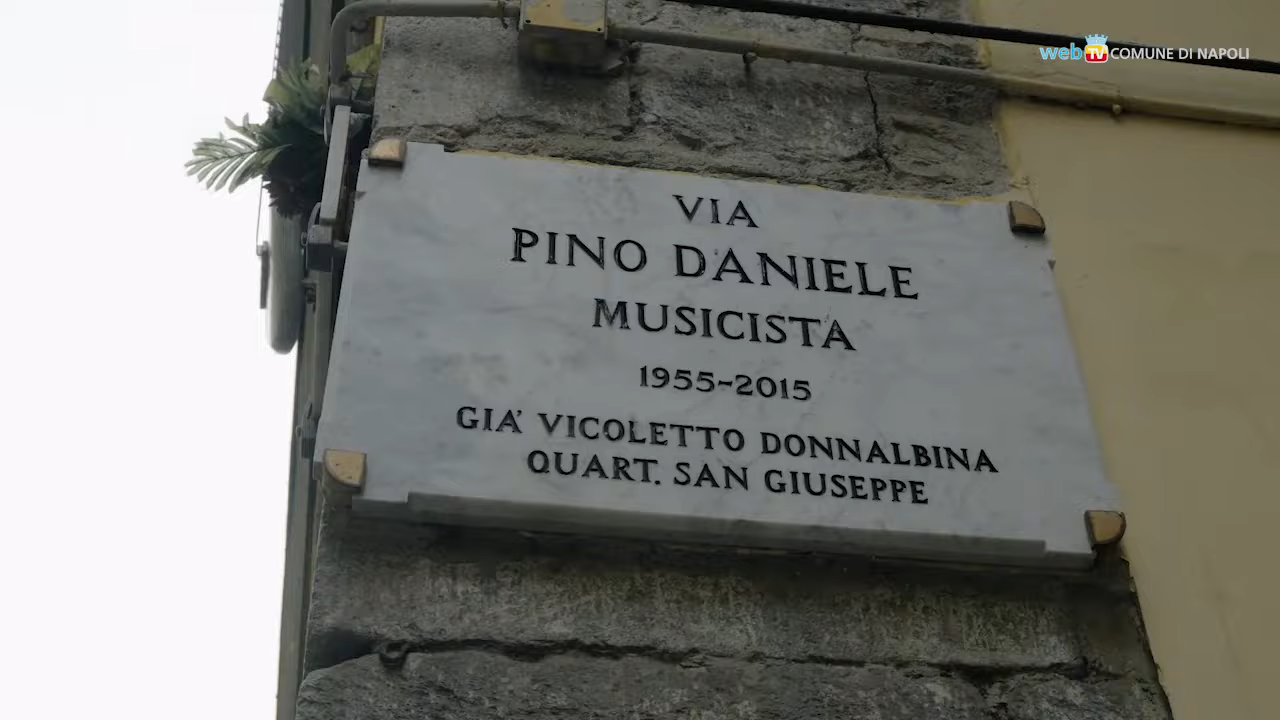 web TV COMUNE DI NAPOLI
VIA
PINO DANIELE
MUSICISTA
1955-2015
GIA' VICOLETTO DONNALBINA
QUART. SAN GIUSEPPE